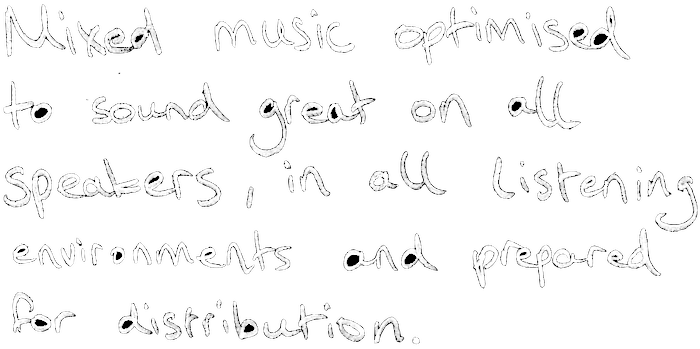 Mixed music optimised
to sound great on all
speakers, in all listening
environments and prepared
for distribution.